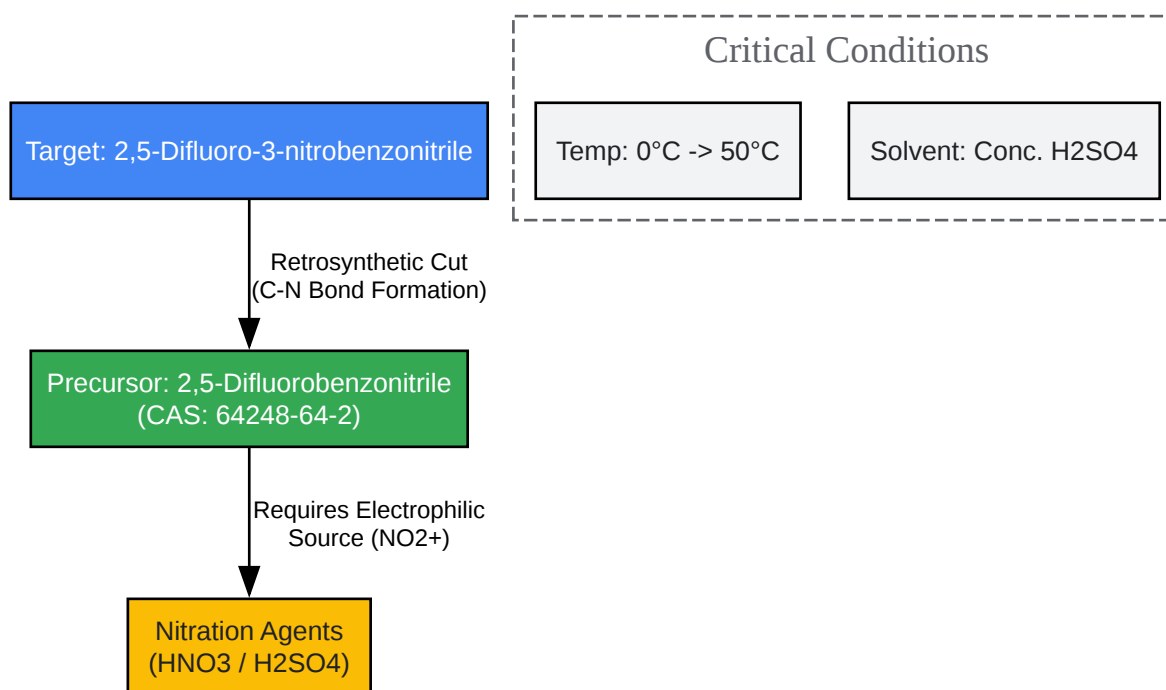 Critical Conditions
Target: 2,5-Difluoro-3-nitrobenzonitrile
Temp: 0°C -> 50°C
Solvent: Conc. H2SO4
Retrosynthetic Cut
(C-N Bond Formation)
Precursor: 2,5-Difluorobenzonitrile
(CAS: 64248-64-2)
Requires Electrophilic
Source (NO2+)
Nitration Agents
(HNO3 / H2SO4)